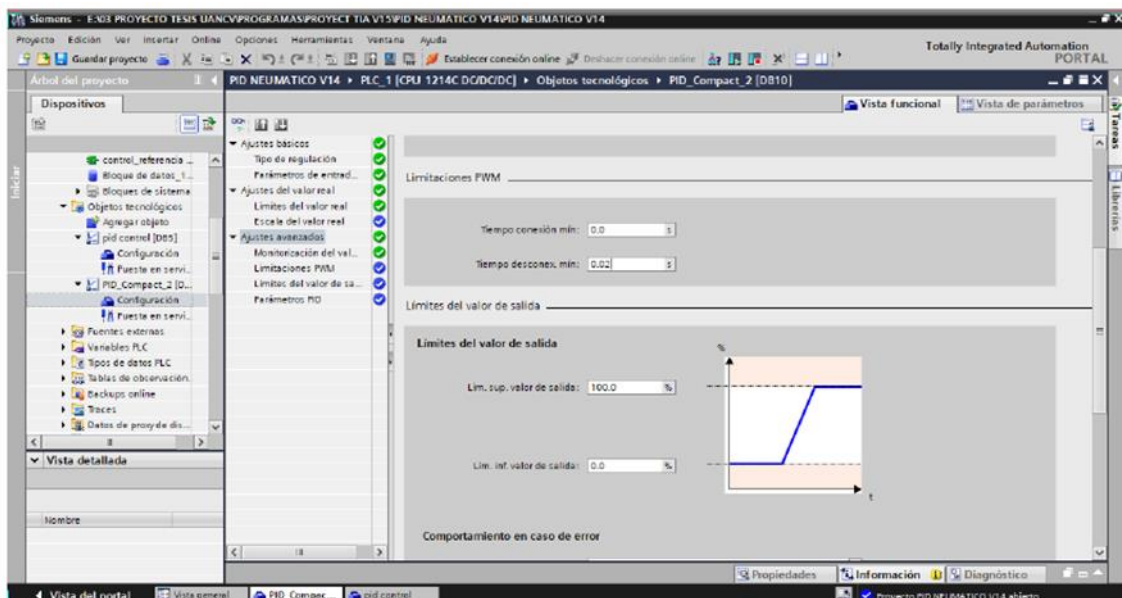 Siemens - E:\03 PROYECTO TESIS UANCV\PROGRAMAS\PROYECT TIA V15\PID NEUMATICO V14\PID NEUMATICO V14
Proyecto Edición Ver Insertar Online Opciones Herramientas Ventana Ayuda
Totally Integrated Automation
PORTAL
Guardar proyecto
Establecer conexión online
Deshacer conexión online
Árbol del proyecto
PID NEUMATICO V14 PLC_1 [CPU 1214C DC/DC/DC] Objetos tecnológicos PID_Compact_2 [DB10]
Dispositivos
Vista funcional
Vista de parámetros
Iniciar
Tareas
Librerías
control_referencia ...
Bloque de datos_1...
Bloques de sistema
Objetos tecnológicos
Agregar objeto
pid control [DB5]
Configuración
Puesta en servi...
PID_Compact_2 [D...
Configuración
Puesta en servi...
Fuentes externas
Variables PLC
Tipos de datos PLC
Tablas de observación...
Backups online
Traces
Datos de proxy de dis...
Vista detallada
Nombre
Ajustes básicos
Tipo de regulación
Parámetros de entrad...
Ajustes del valor real
Límites del valor real
Escala del valor real
Ajustes avanzados
Monitorización del val...
Limitaciones PWM
Límites del valor de sa...
Parámetros PID
Limitaciones PWM
Tiempo conexión mín: 0.0 s
Tiempo desconex. mín: 0.02 s
Límites del valor de salida
Límites del valor de salida
%
Lim. sup. valor de salida: 100.0 %
Lim. inf. valor de salida: 0.0 %
t
Comportamiento en caso de error
Propiedades
Información
Diagnóstico
Vista del portal
Vista general
PID_Compac...
pid control
Proyecto PID NEUMATICO V14 abierto.